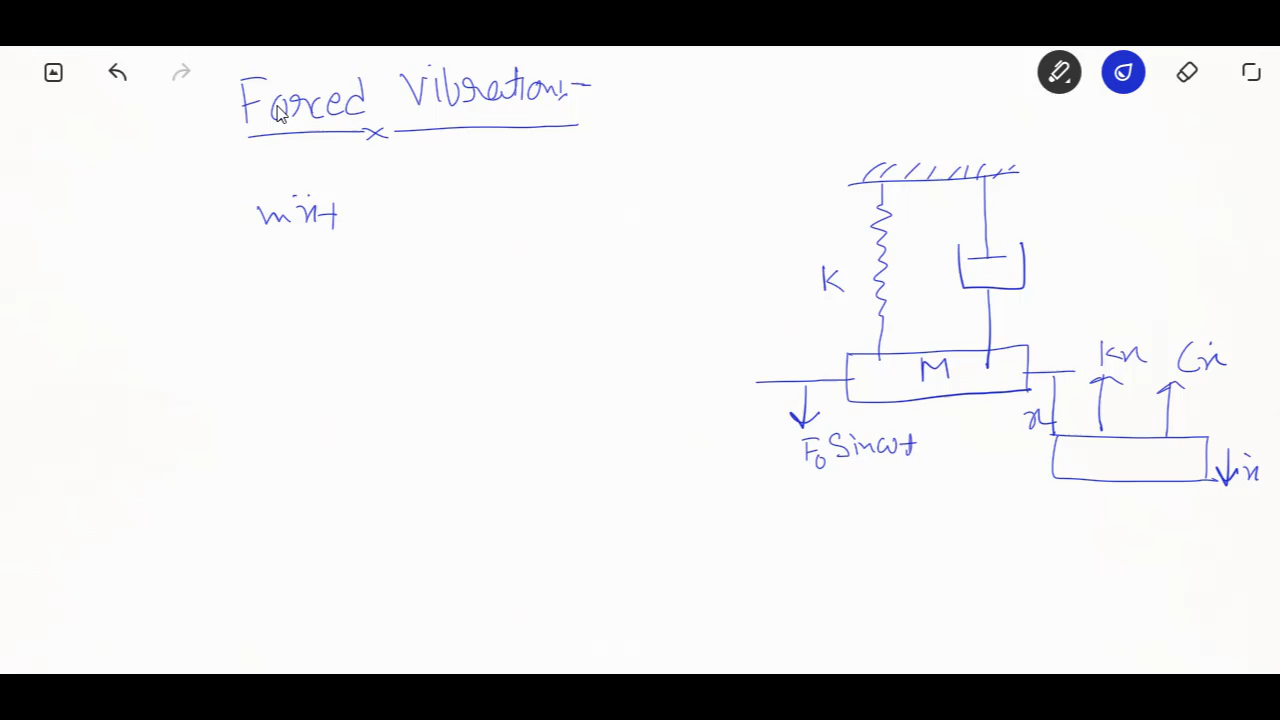 Forced Vibration:-
mẍ+
K
M
Kx
Cẋ
x
F₀ Sinωt
ẋ